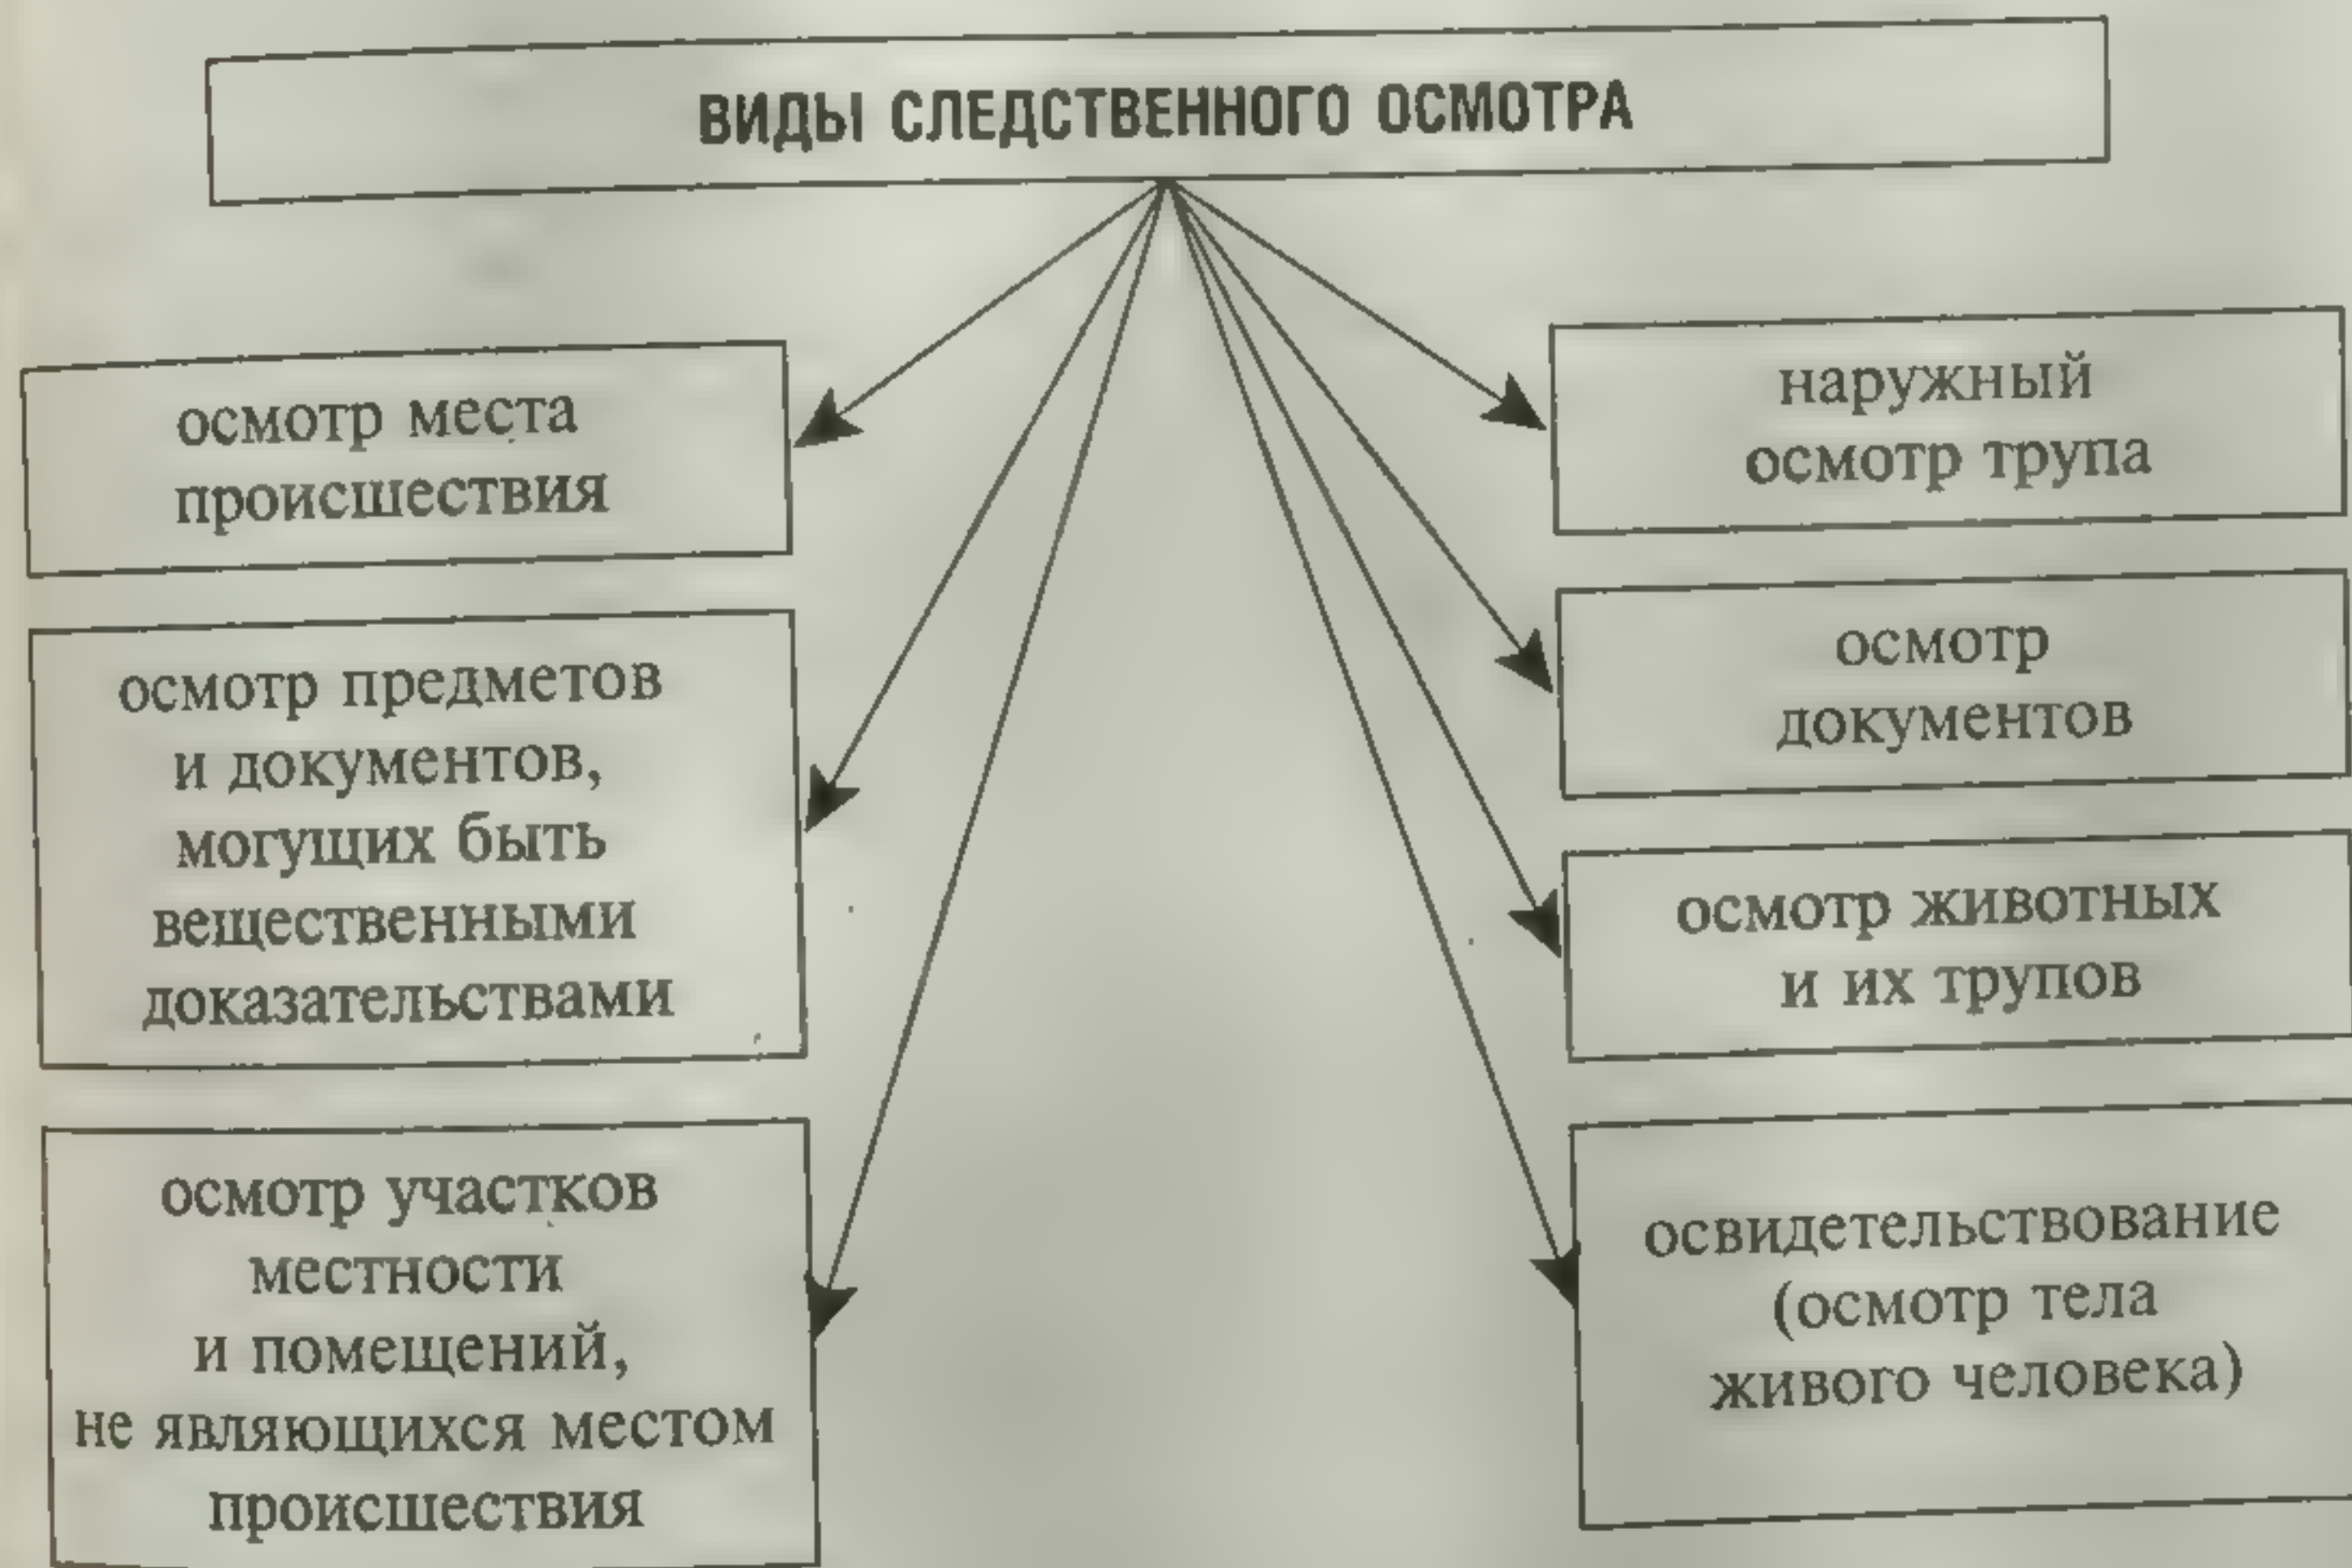 ВИДЫ СЛЕДСТВЕННОГО ОСМОТРА
осмотр места
происшествия
осмотр предметов
и документов,
могущих быть
вещественными
доказательствами
осмотр участков
местности
и помещений,
не являющихся местом
происшествия
наружный
осмотр трупа
осмотр
документов
осмотр животных
и их трупов
освидетельствование
(осмотр тела
живого человека)